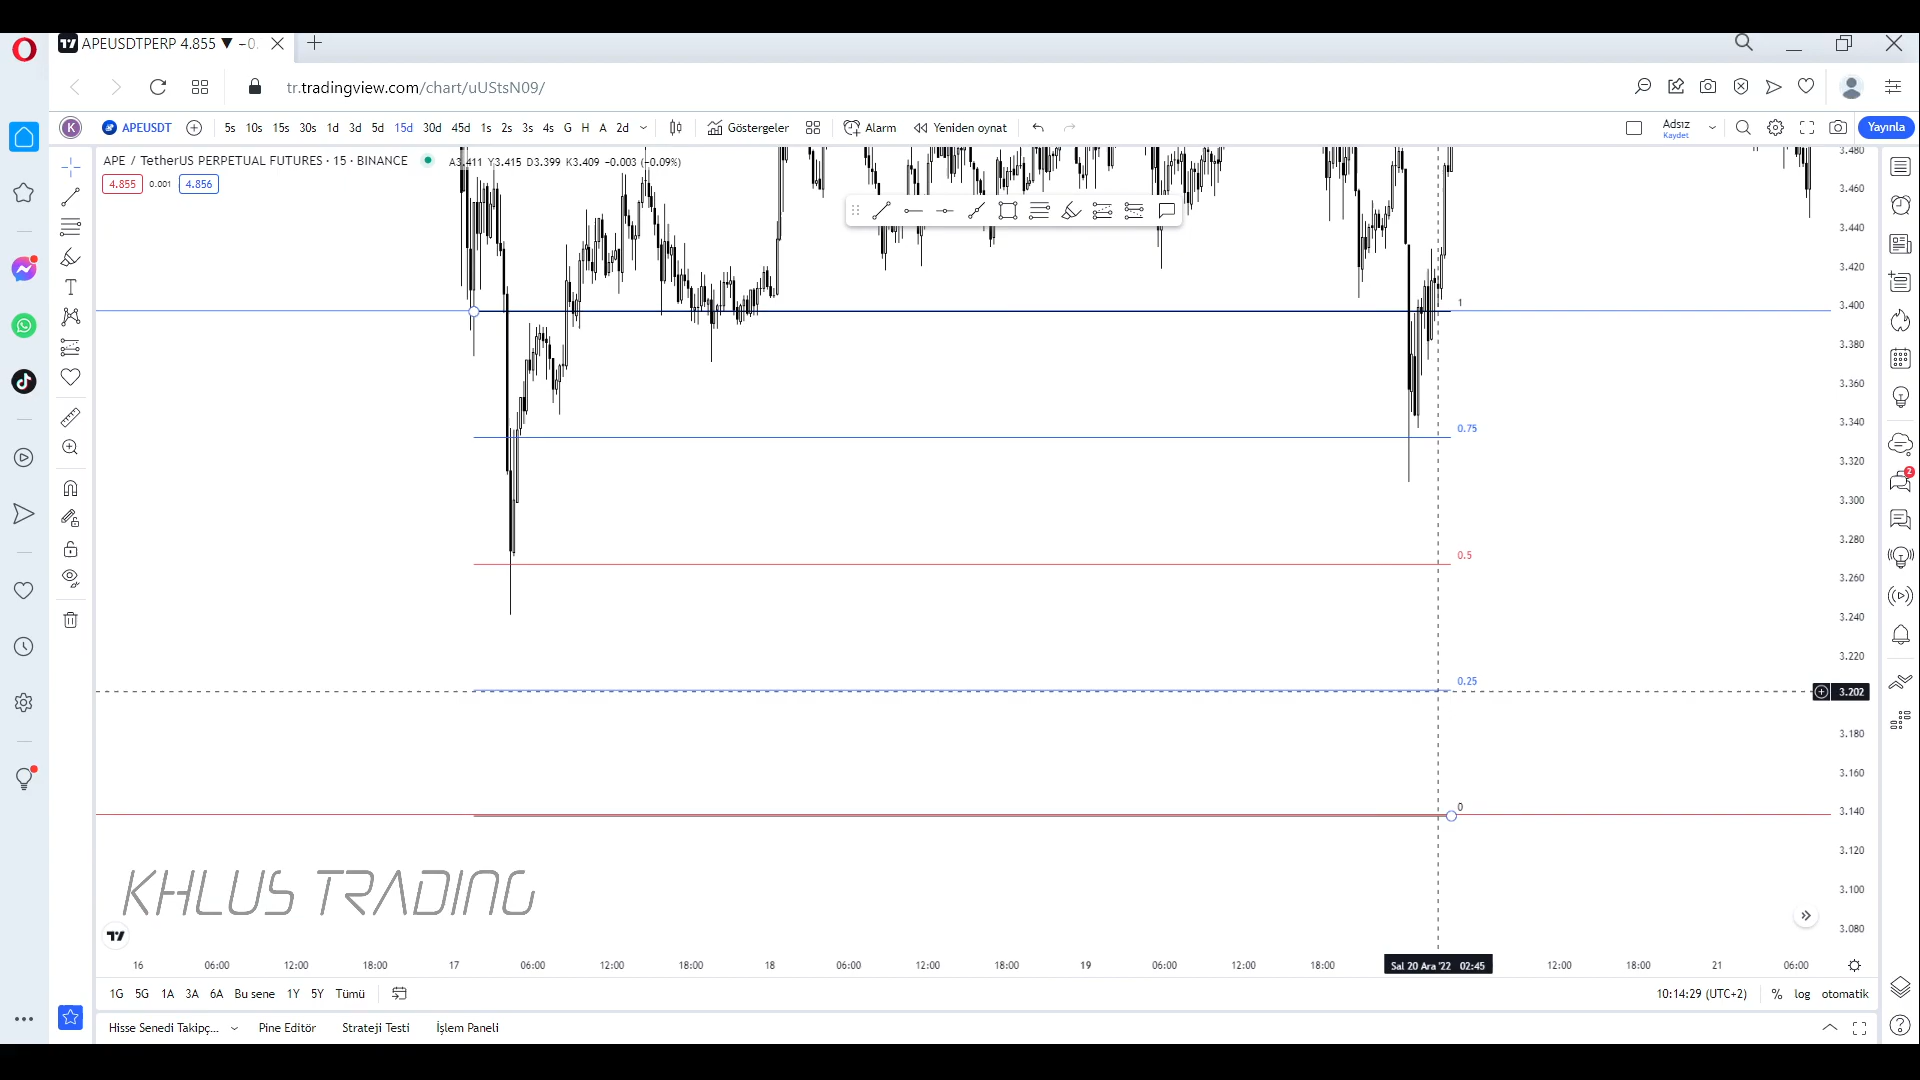 APEUSDTPERP 4.855 ▼ −0.
tr.tradingview.com/chart/uUStsN09/
K
APEUSDT
5s 10s 15s 30s 1d 3d 5d 15d 30d 45d 1s 2s 3s 4s G H A 2d
Göstergeler
Alarm
Yeniden oynat
Adsız
Kaydet
Yayınla
APE / TetherUS PERPETUAL FUTURES · 15 · BINANCE
A3.411 Y3.415 D3.399 K3.409 −0.003 (−0.09%)
4.855 0.001 4.856
3.480
3.460
3.440
3.420
3.400
3.380
3.360
3.340
3.320
3.300
3.280
3.260
3.240
3.220
3.202
3.180
3.160
3.140
3.120
3.100
3.080
1
0.75
0.5
0.25
0
2
KHLUS TRADING
16 06:00 12:00 18:00 17 06:00 12:00 18:00 18 06:00 12:00 18:00 19 06:00 12:00 18:00 Sal 20 Ara '22 02:45 12:00 18:00 21 06:00
1G 5G 1A 3A 6A Bu sene 1Y 5Y Tümü
10:14:29 (UTC+2) % log otomatik
Hisse Senedi Takipç... Pine Editör Strateji Testi İşlem Paneli